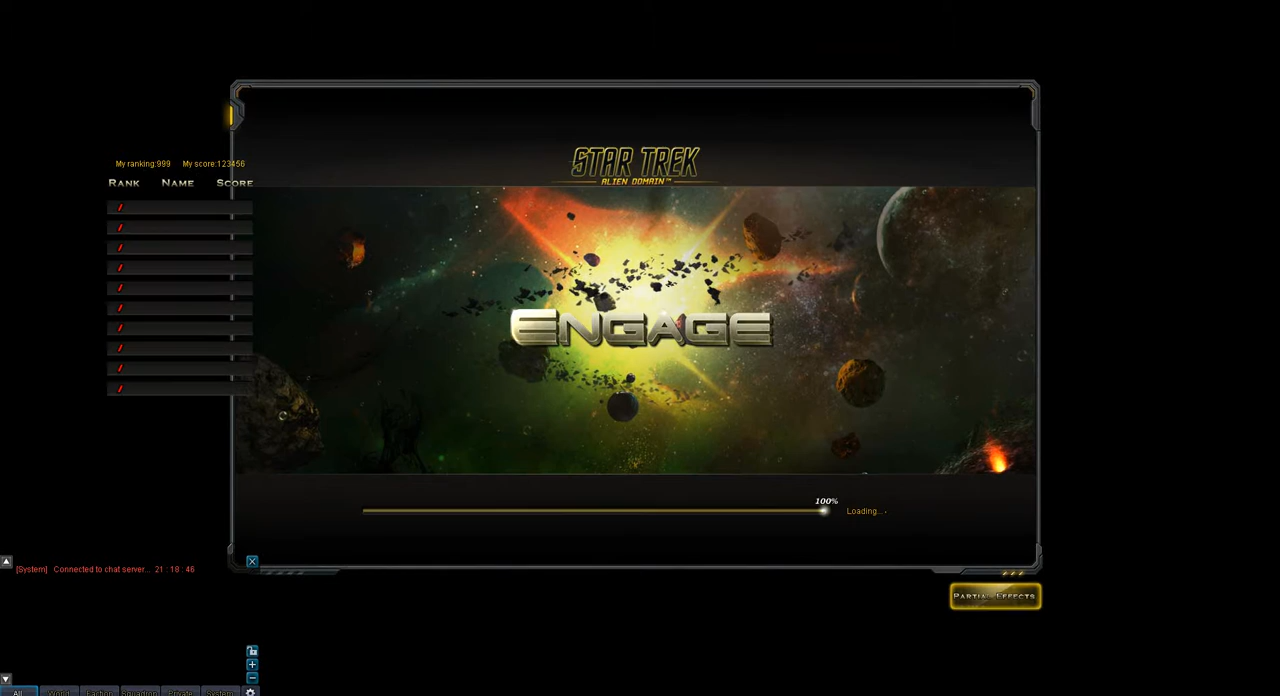 STAR TREK
ALIEN DOMAIN™
My ranking:999 My score:123456
RANK NAME SCORE
ENGAGE
100%
Loading...
[System] Connected to chat server... 21 : 18 : 46
PARTIAL EFFECTS
All World Faction Squadron Private System